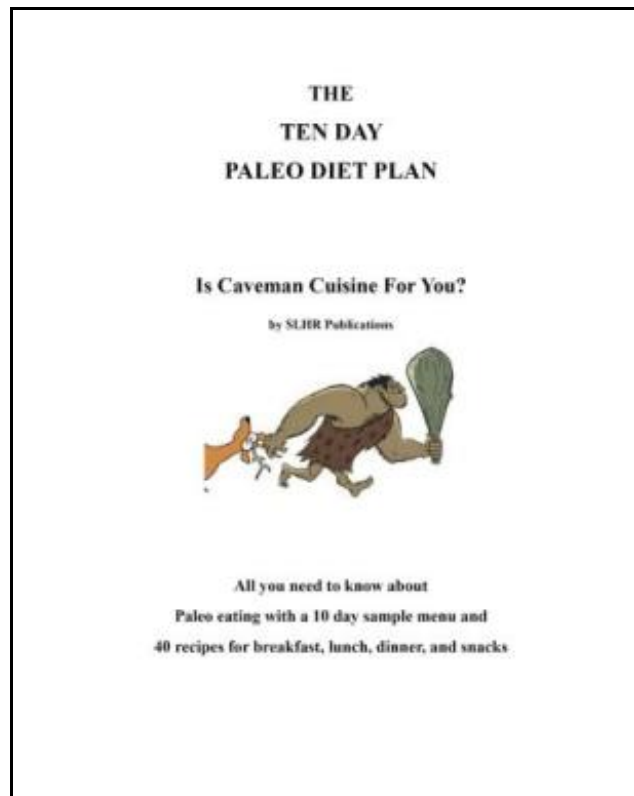 THE
TEN DAY
PALEO DIET PLAN
Is Caveman Cuisine For You?
by SLHR Publications
All you need to know about
Paleo eating with a 10 day sample menu and
40 recipes for breakfast, lunch, dinner, and snacks